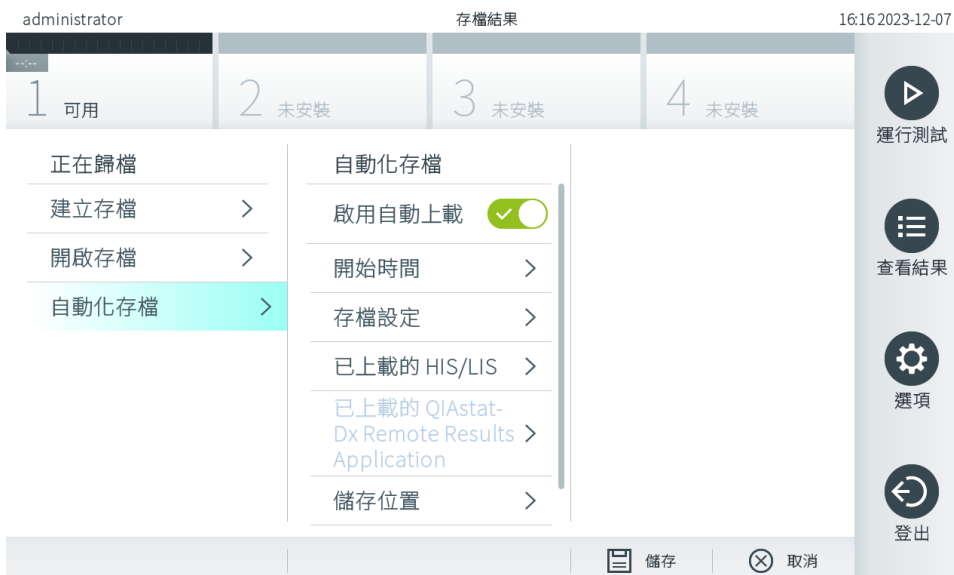 administrator
存檔結果
16:16 2023-12-07
--:--
1 可用
2 未安裝
3 未安裝
4 未安裝
運行測試
查看結果
選項
登出
正在歸檔
建立存檔
開啟存檔
自動化存檔
自動化存檔
啟用自動上載
開始時間
存檔設定
已上載的 HIS/LIS
已上載的 QIAstat-
Dx Remote Results
Application
儲存位置
儲存
取消